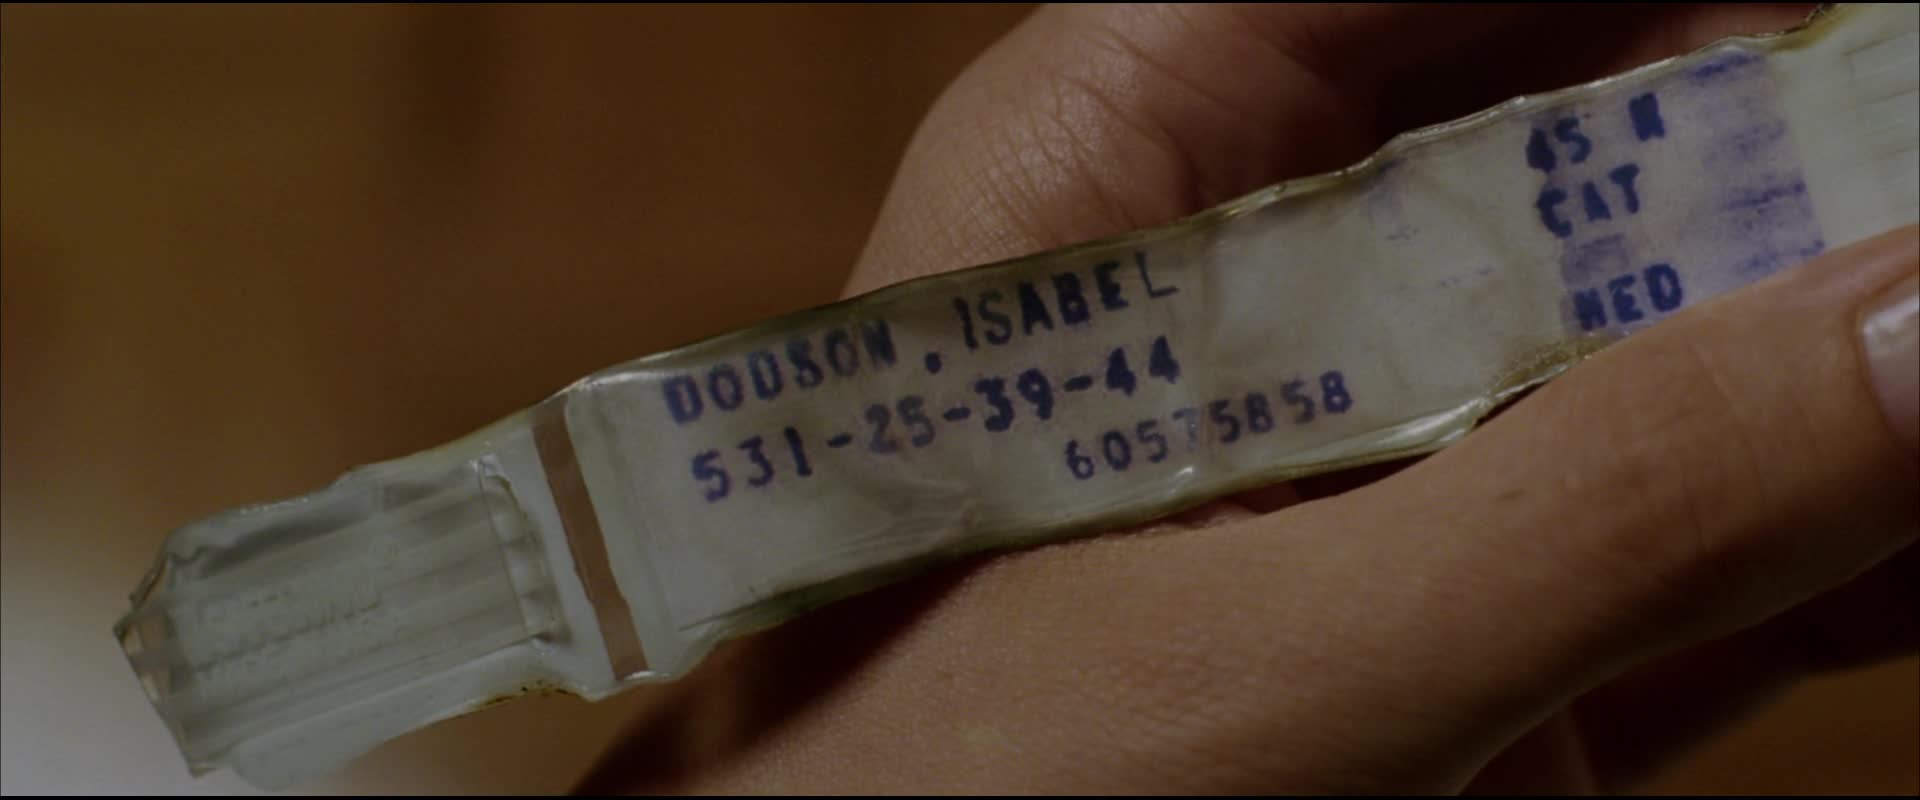 DODSON, ISABEL
531-25-39-44
60575858
45 N
CAT
MED